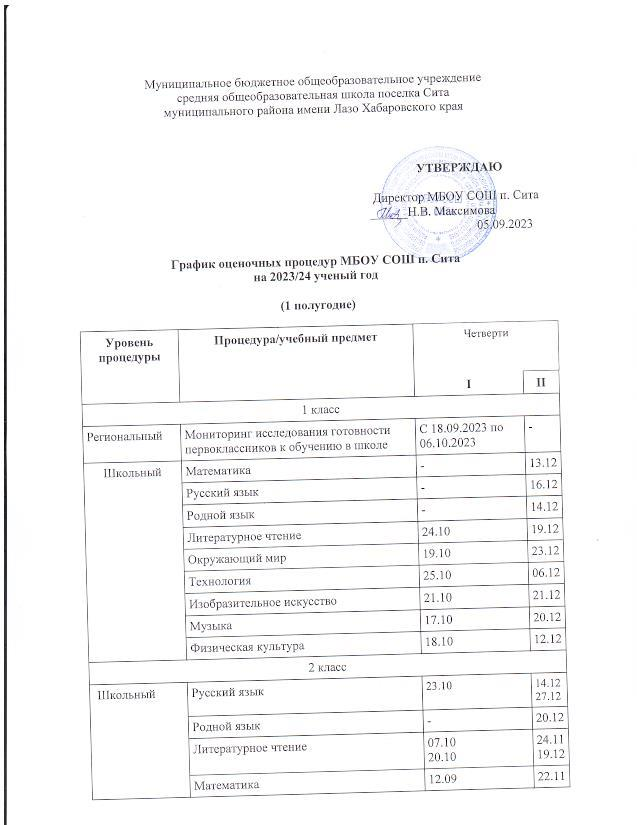 Муниципальное бюджетное общеобразовательное учреждение
средняя общеобразовательная школа поселка Сита
муниципального района имени Лазо Хабаровского края
УТВЕРЖДАЮ
Директор МБОУ СОШ п. Сита
Н.В. Максимова
05.09.2023
График оценочных процедур МБОУ СОШ п. Сита
на 2023/24 ученый год
(1 полугодие)
Уровень процедуры Процедура/учебный предмет Четверти
I II
1 класс
Региональный Мониторинг исследования готовности С 18.09.2023 по -
первоклассников к обучению в школе 06.10.2023
Школьный Математика - 13.12
Русский язык - 16.12
Родной язык - 14.12
Литературное чтение 24.10 19.12
Окружающий мир 19.10 23.12
Технология 25.10 06.12
Изобразительное искусство 21.10 21.12
Музыка 17.10 20.12
Физическая культура 18.10 12.12
2 класс
Школьный Русский язык 23.10 14.12
27.12
Родной язык - 20.12
Литературное чтение 07.10 24.11
20.10 19.12
Математика 12.09 22.11